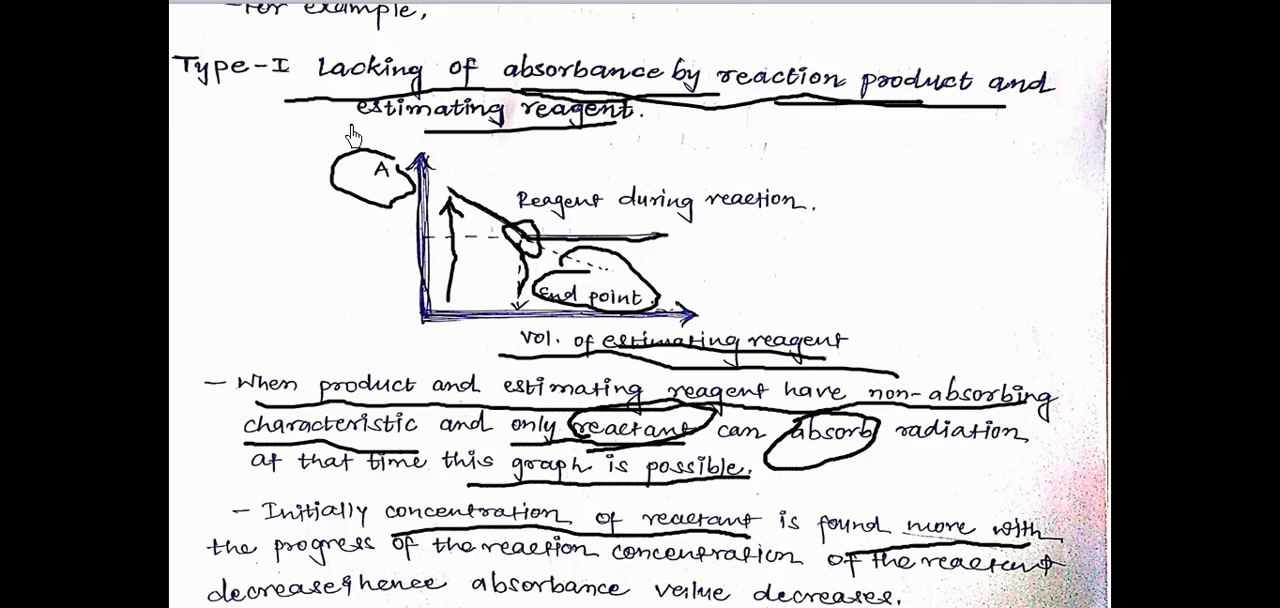 -For example,
Type-I Lacking of absorbance by reaction product and
estimating reagent.
A
Reagent during reaction.
End point.
Vol. of estimating reagent
- When product and estimating reagent have non-absorbing
characteristic and only reactant can absorb radiation
at that time this graph is possible.
- Initially concentration of reactant is found more with
the progress of the reaction concentration of the reactant
decrease & hence absorbance value decreases.